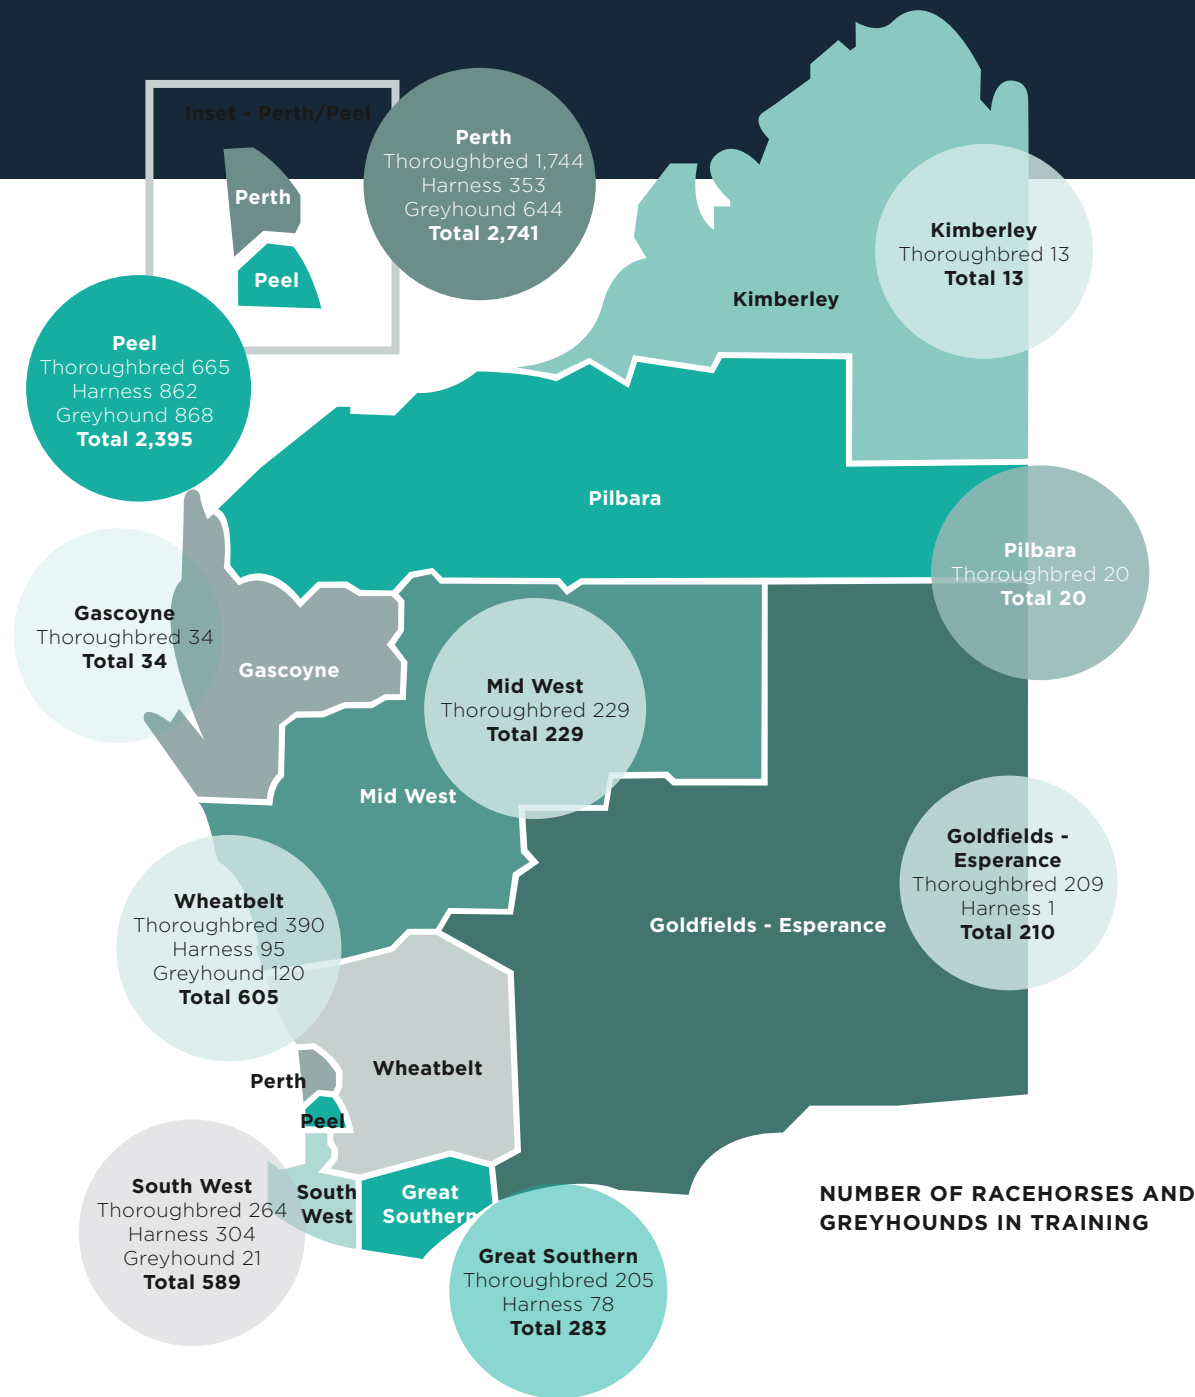 Inset - Perth/Peel
Perth
Peel
Perth
Thoroughbred 1,744
Harness 353
Greyhound 644
Total 2,741
Kimberley
Thoroughbred 13
Total 13
Kimberley
Peel
Thoroughbred 665
Harness 862
Greyhound 868
Total 2,395
Pilbara
Pilbara
Thoroughbred 20
Total 20
Gascoyne
Thoroughbred 34
Total 34
Gascoyne
Mid West
Thoroughbred 229
Total 229
Mid West
Goldfields -
Esperance
Thoroughbred 209
Harness 1
Total 210
Goldfields - Esperance
Wheatbelt
Thoroughbred 390
Harness 95
Greyhound 120
Total 605
Wheatbelt
Perth
Peel
South West
Thoroughbred 264
Harness 304
Greyhound 21
Total 589
South
West
Great
Southern
Great Southern
Thoroughbred 205
Harness 78
Total 283
NUMBER OF RACEHORSES AND
GREYHOUNDS IN TRAINING